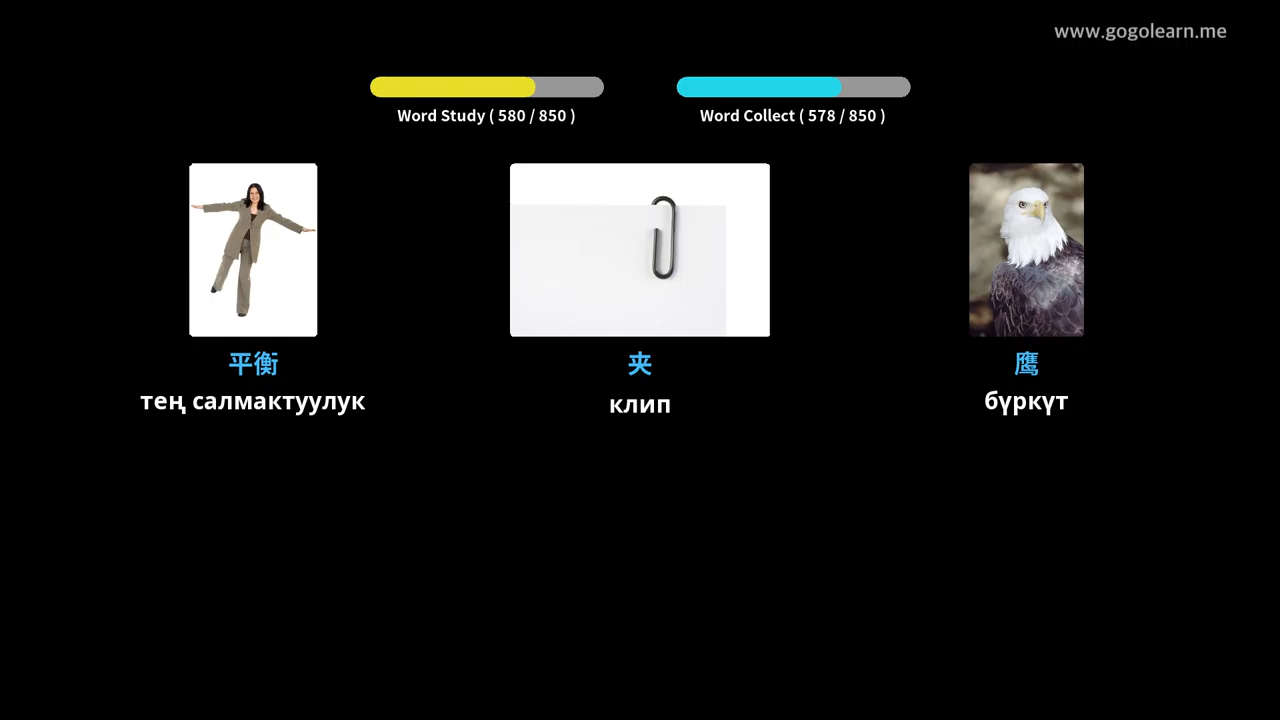 www.gogolearn.me
Word Study ( 580 / 850 )
Word Collect ( 578 / 850 )
平衡
тең салмактуулук
夹
клип
鹰
бүркүт